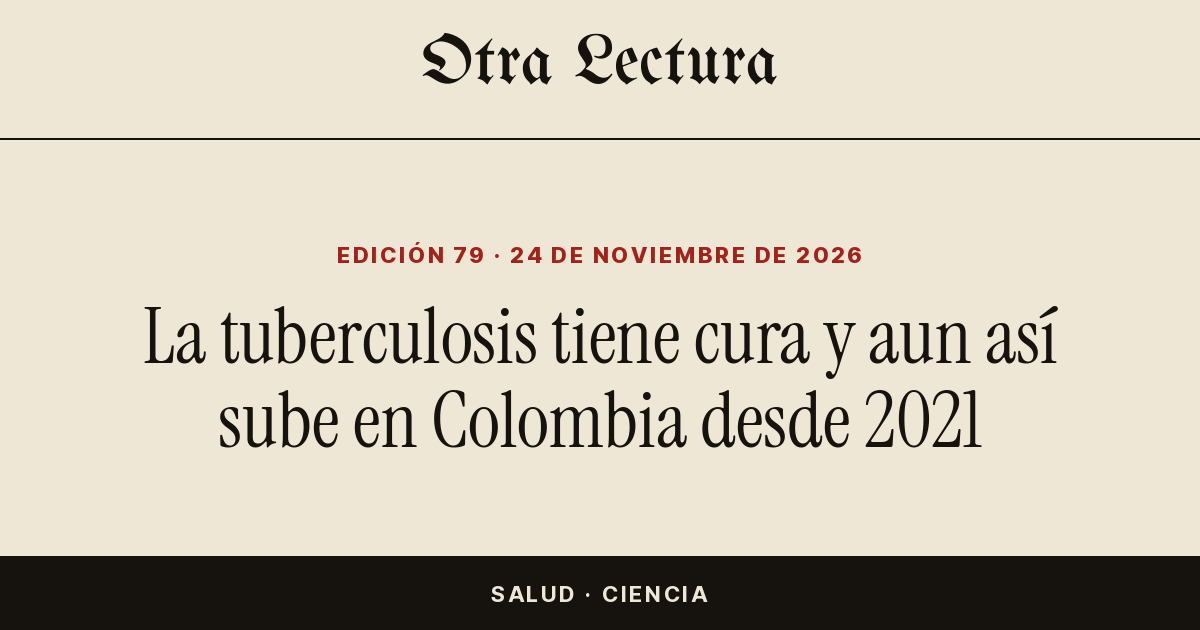 Otra Lectura
EDICIÓN 79 · 24 DE NOVIEMBRE DE 2026
La tuberculosis tiene cura y aun así
sube en Colombia desde 2021
SALUD · CIENCIA